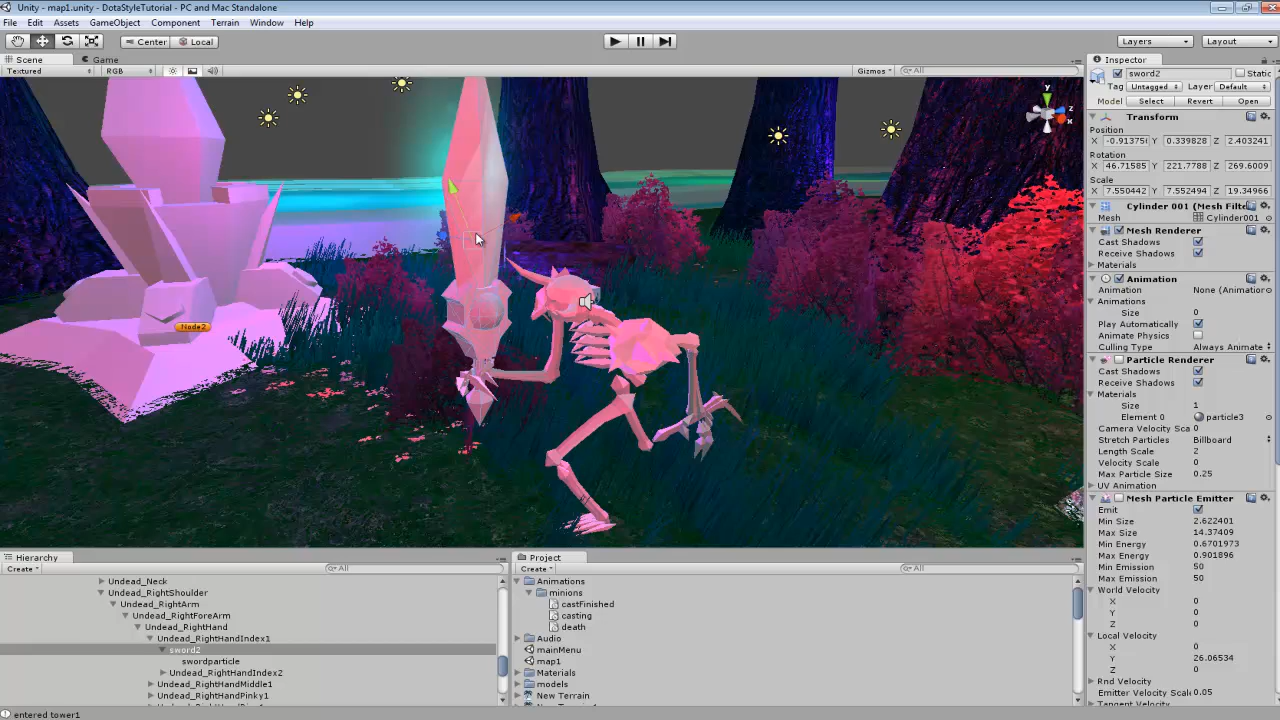 Unity - map1.unity - DotaStyleTutorial - PC and Mac Standalone
File Edit Assets GameObject Component Terrain Window Help
Center Local Layers Layout
Scene Game Inspector
Textured RGB Gizmos All
sword2 Static
Tag Untagged Layer Default
Model Select Revert Open
Transform
Position
X -0.91375 Y 0.339828 Z 2.403241
Rotation
X 46.71585 Y 221.7788 Z 269.6009
Scale
X 7.550442 Y 7.552494 Z 19.34966
Cylinder 001 (Mesh Filte
Mesh Cylinder001
Mesh Renderer
Cast Shadows
Receive Shadows
Materials
Animation
Animation None (Animation
Animations
Size 0
Play Automatically
Animate Physics
Culling Type Always Animate
Particle Renderer
Cast Shadows
Receive Shadows
Materials
Size 1
Element 0 particle3
Camera Velocity Sca 0
Stretch Particles Billboard
Length Scale 2
Velocity Scale 0
Max Particle Size 0.25
UV Animation
Mesh Particle Emitter
Emit
Min Size 2.622401
Max Size 14.37409
Min Energy 0.6701973
Max Energy 0.901896
Min Emission 50
Max Emission 50
World Velocity
X 0
Y 0
Z 0
Local Velocity
X 0
Y 26.06534
Z 0
Rnd Velocity
Emitter Velocity Scale 0.05
Tangent Velocity
Node2
Hierarchy
Create All
Undead_Neck
Undead_RightShoulder
Undead_RightArm
Undead_RightForeArm
Undead_RightHand
Undead_RightHandIndex1
sword2
swordparticle
Undead_RightHandIndex2
Undead_RightHandMiddle1
Undead_RightHandPinky1
Project
Create All
Animations
minions
castFinished
casting
death
Audio
mainMenu
map1
Materials
models
New Terrain
entered tower1